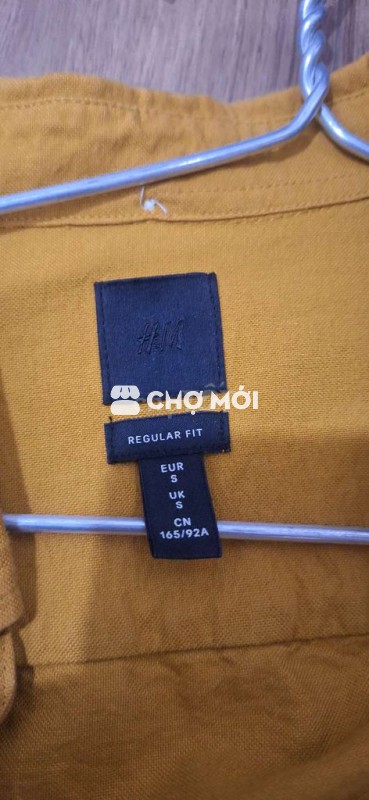 H&M
CHỢ MỚI
REGULAR FIT
EUR
S
UK
S
CN
165/92A